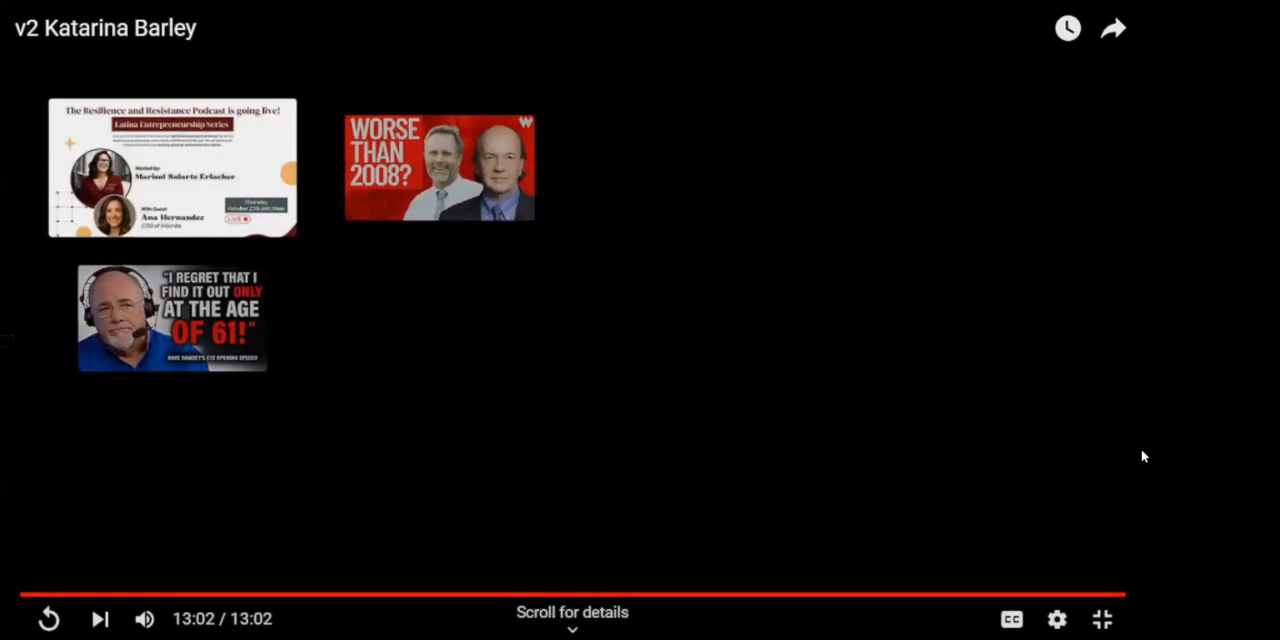 v2 Katarina Barley
The Resilience and Resistance Podcast is going live!
Latina Entrepreneurship Series
Hosted by:
Marisol Solarte Erlacher
With Guest:
Ana Hernandez
Thursday
LIVE
WORSE
THAN
2008?
W
"I REGRET THAT I
FIND IT OUT ONLY
AT THE AGE
OF 61!"
DAVE RAMSEY'S EYE OPENING SPEECH
13:02 / 13:02
Scroll for details
CC